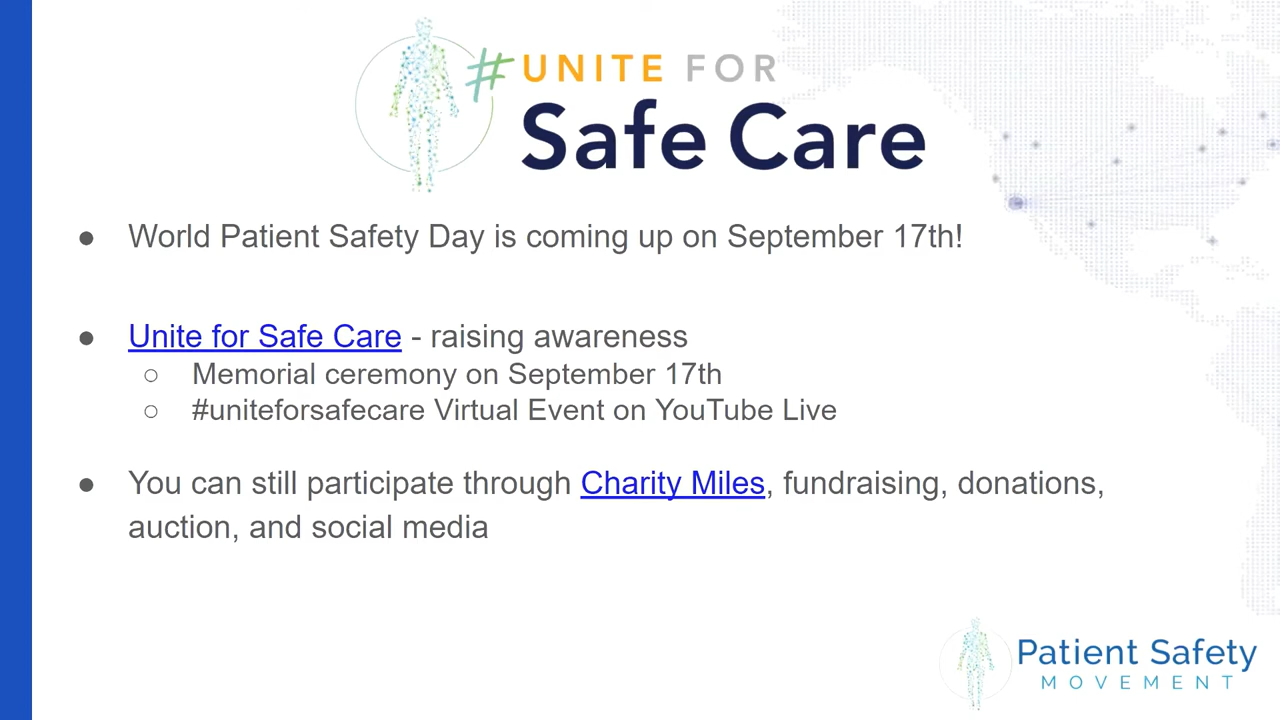 #UNITE FOR
Safe Care
● World Patient Safety Day is coming up on September 17th!
● Unite for Safe Care - raising awareness
○ Memorial ceremony on September 17th
○ #uniteforsafecare Virtual Event on YouTube Live
● You can still participate through Charity Miles, fundraising, donations,
auction, and social media
Patient Safety
MOVEMENT